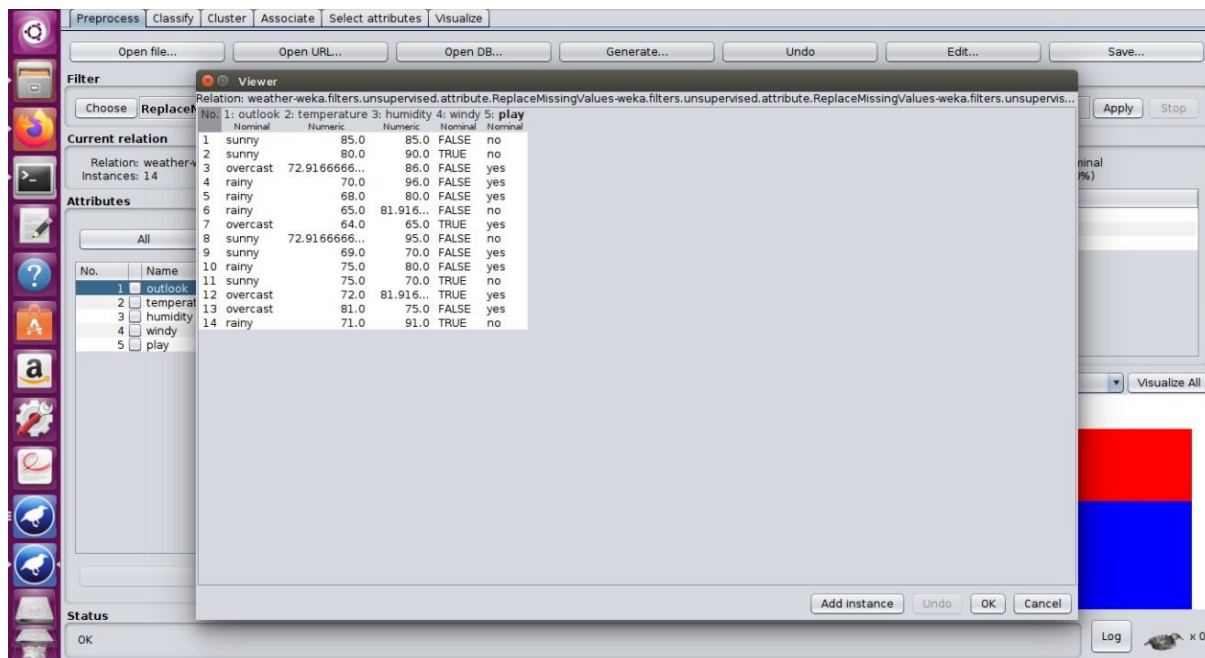 Preprocess Classify Cluster Associate Select attributes Visualize
Open file... Open URL... Open DB... Generate... Undo Edit... Save...
Filter
Choose ReplaceM Apply Stop
Viewer
Relation: weather-weka.filters.unsupervised.attribute.ReplaceMissingValues-weka.filters.unsupervised.attribute.ReplaceMissingValues-weka.filters.unsupervis...
No. 1: outlook 2: temperature 3: humidity 4: windy 5: play
Nominal Numeric Numeric Nominal Nominal
1 sunny 85.0 85.0 FALSE no
2 sunny 80.0 90.0 TRUE no
3 overcast 72.9166666... 86.0 FALSE yes
4 rainy 70.0 96.0 FALSE yes
5 rainy 68.0 80.0 FALSE yes
6 rainy 65.0 81.916... FALSE no
7 overcast 64.0 65.0 TRUE yes
8 sunny 72.9166666... 95.0 FALSE no
9 sunny 69.0 70.0 FALSE yes
10 rainy 75.0 80.0 FALSE yes
11 sunny 75.0 70.0 TRUE no
12 overcast 72.0 81.916... TRUE yes
13 overcast 81.0 75.0 FALSE yes
14 rainy 71.0 91.0 TRUE no
Current relation
Relation: weather-w
Instances: 14
minal
%)
Attributes
All
No. Name
1 outlook
2 temperat
3 humidity
4 windy
5 play
Visualize All
Add instance Undo OK Cancel
Status
OK
Log x 0